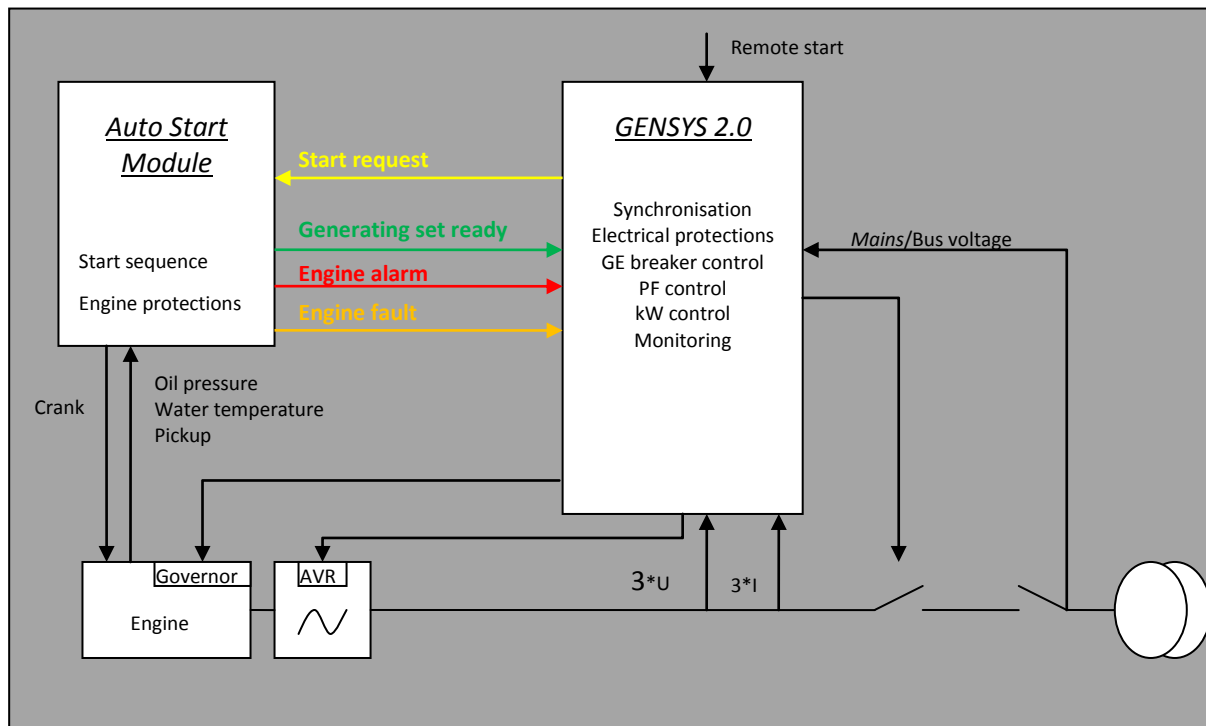 Remote start
Auto Start
Module
Start sequence
Engine protections
GENSYS 2.0
Synchronisation
Electrical protections
GE breaker control
PF control
kW control
Monitoring
Start request
Generating set ready
Engine alarm
Engine fault
Mains/Bus voltage
Crank
Oil pressure
Water temperature
Pickup
Governor
Engine
AVR
3*U
3*I